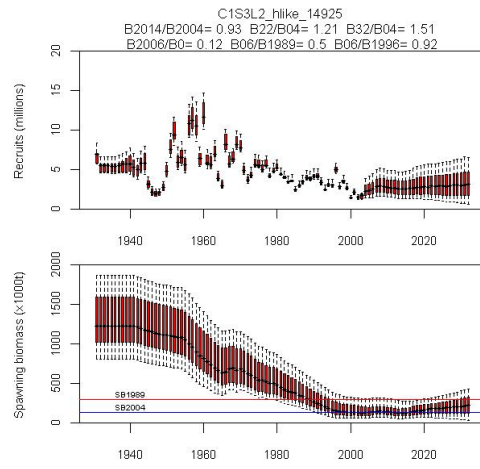 C1S3L2_hlike_14925
B2014/B2004= 0.93 B22/B04= 1.21 B32/B04= 1.51
B2006/B0= 0.12 B06/B1989= 0.5 B06/B1996= 0.92
Recruits (millions)
20
15
10
5
0
1940 1960 1980 2000 2020
Spawning biomass (x1000t)
2000
1500
1000
500
0
SB1989
SB2004
1940 1960 1980 2000 2020